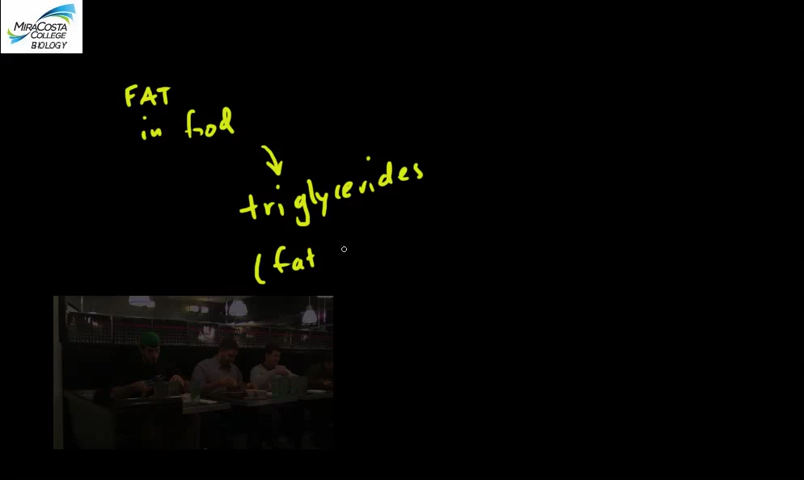 MIRACOSTA
COLLEGE
BIOLOGY
FAT
in food
triglycerides
(fat